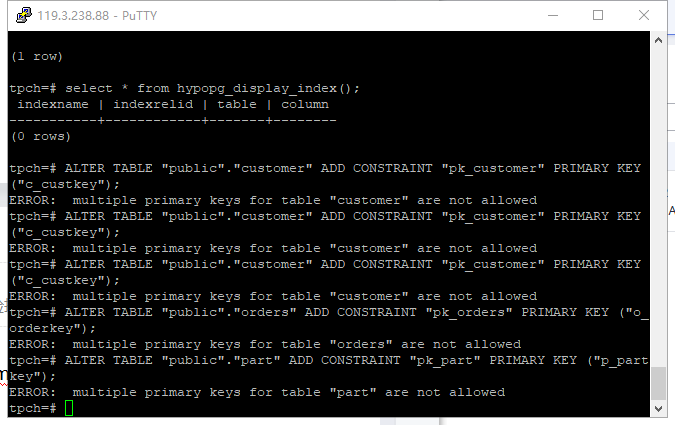 119.3.238.88 - PuTTY
(1 row)
tpch=# select * from hypopg_display_index();
 indexname | indexrelid | table | column
-----------+------------+-------+--------
(0 rows)
tpch=# ALTER TABLE "public"."customer" ADD CONSTRAINT "pk_customer" PRIMARY KEY
("c_custkey");
ERROR:  multiple primary keys for table "customer" are not allowed
tpch=# ALTER TABLE "public"."customer" ADD CONSTRAINT "pk_customer" PRIMARY KEY
("c_custkey");
ERROR:  multiple primary keys for table "customer" are not allowed
tpch=# ALTER TABLE "public"."customer" ADD CONSTRAINT "pk_customer" PRIMARY KEY
("c_custkey");
ERROR:  multiple primary keys for table "customer" are not allowed
tpch=# ALTER TABLE "public"."orders" ADD CONSTRAINT "pk_orders" PRIMARY KEY ("o_
orderkey");
ERROR:  multiple primary keys for table "orders" are not allowed
tpch=# ALTER TABLE "public"."part" ADD CONSTRAINT "pk_part" PRIMARY KEY ("p_part
key");
ERROR:  multiple primary keys for table "part" are not allowed
tpch=#